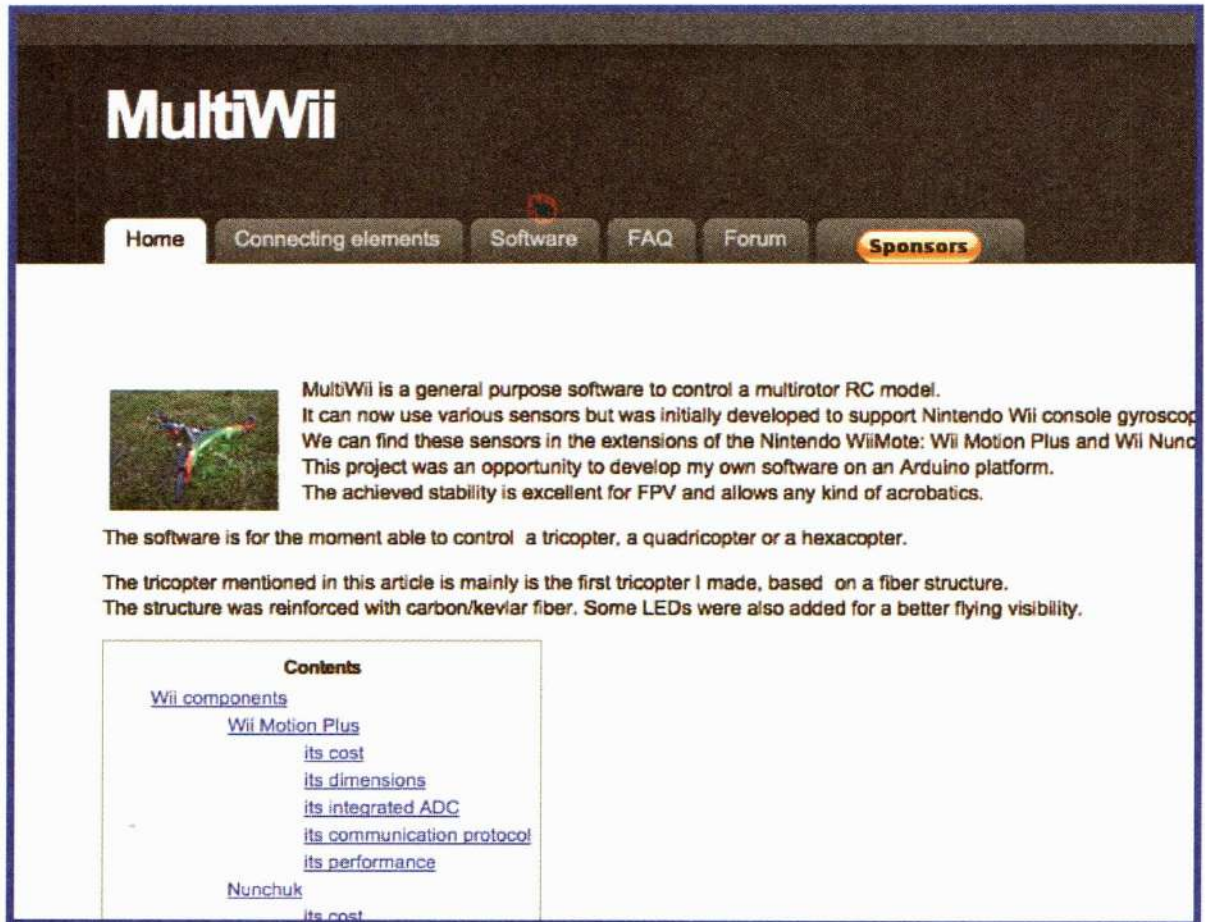 MultiWii
Home Connecting elements Software FAQ Forum Sponsors
MultiWii is a general purpose software to control a multirotor RC model.
It can now use various sensors but was initially developed to support Nintendo Wii console gyroscop
We can find these sensors in the extensions of the Nintendo WiiMote: Wii Motion Plus and Wii Nunc
This project was an opportunity to develop my own software on an Arduino platform.
The achieved stability is excellent for FPV and allows any kind of acrobatics.
The software is for the moment able to control a tricopter, a quadricopter or a hexacopter.
The tricopter mentioned in this article is mainly is the first tricopter I made, based on a fiber structure.
The structure was reinforced with carbon/kevlar fiber. Some LEDs were also added for a better flying visibility.
Contents
Wii components
Wii Motion Plus
its cost
its dimensions
its integrated ADC
its communication protocol
its performance
Nunchuk
its cost